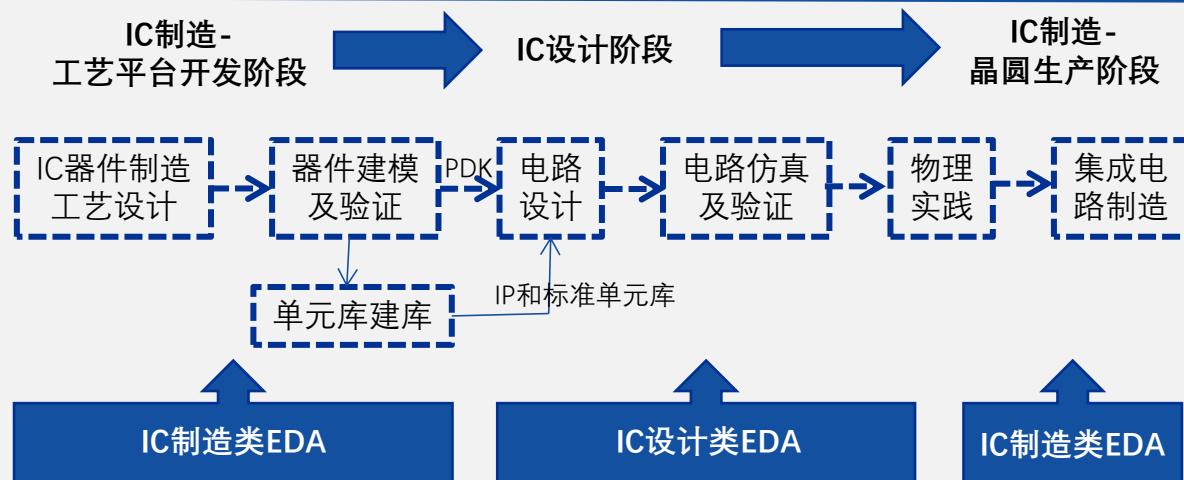 IC制造-
工艺平台开发阶段
IC设计阶段
IC制造-
晶圆生产阶段
IC器件制造
工艺设计
器件建模
及验证
PDK
电路
设计
电路仿真
及验证
物理
实践
集成电
路制造
单元库建库
IP和标准单元库
IC制造类EDA
IC设计类EDA
IC制造类EDA